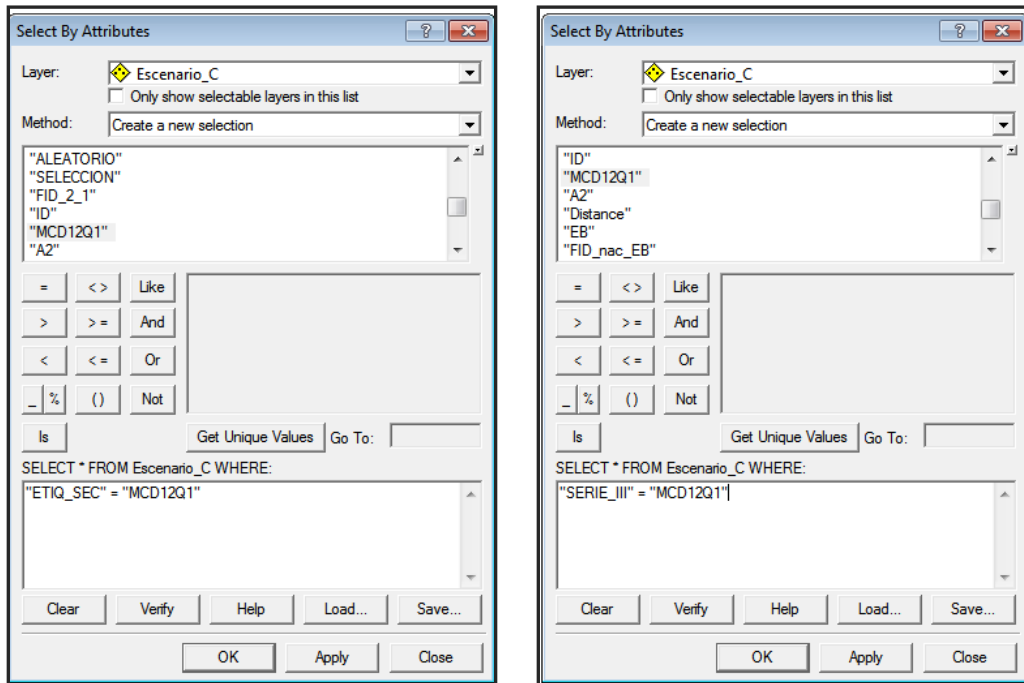 Select By Attributes
?
Layer:
Escenario_C
Only show selectable layers in this list
Method:
Create a new selection
"ALEATORIO"
"SELECCION"
"FID_2_1"
"ID"
"MCD12Q1"
"A2"
= < > Like
> > = And
< < = Or
_ % ( ) Not
Is
Get Unique Values Go To:
SELECT * FROM Escenario_C WHERE:
"ETIQ_SEC" = "MCD12Q1"
Clear Verify Help Load... Save...
OK Apply Close
Select By Attributes
?
Layer:
Escenario_C
Only show selectable layers in this list
Method:
Create a new selection
"ID"
"MCD12Q1"
"A2"
"Distance"
"EB"
"FID_nac_EB"
= < > Like
> > = And
< < = Or
_ % ( ) Not
Is
Get Unique Values Go To:
SELECT * FROM Escenario_C WHERE:
"SERIE_III" = "MCD12Q1"
Clear Verify Help Load... Save...
OK Apply Close